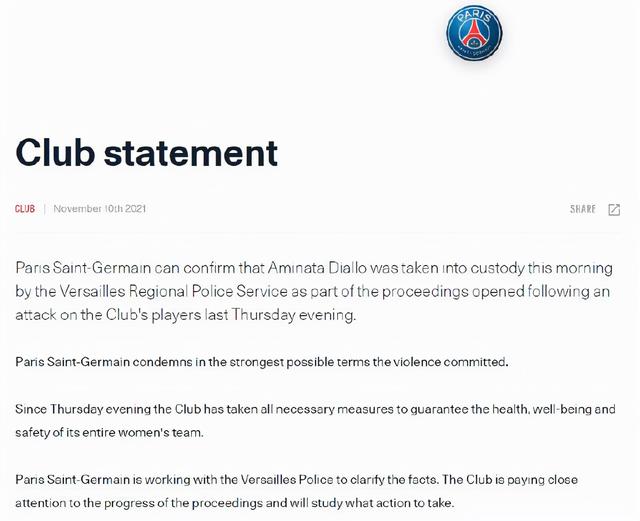 PARIS
Club statement
CLUB | November 10th 2021
SHARE
Paris Saint-Germain can confirm that Aminata Diallo was taken into custody this morning
by the Versailles Regional Police Service as part of the proceedings opened following an
attack on the Club's players last Thursday evening.
Paris Saint-Germain condemns in the strongest possible terms the violence committed.
Since Thursday evening the Club has taken all necessary measures to guarantee the health, well-being and
safety of its entire women's team.
Paris Saint-Germain is working with the Versailles Police to clarify the facts. The Club is paying close
attention to the progress of the proceedings and will study what action to take.